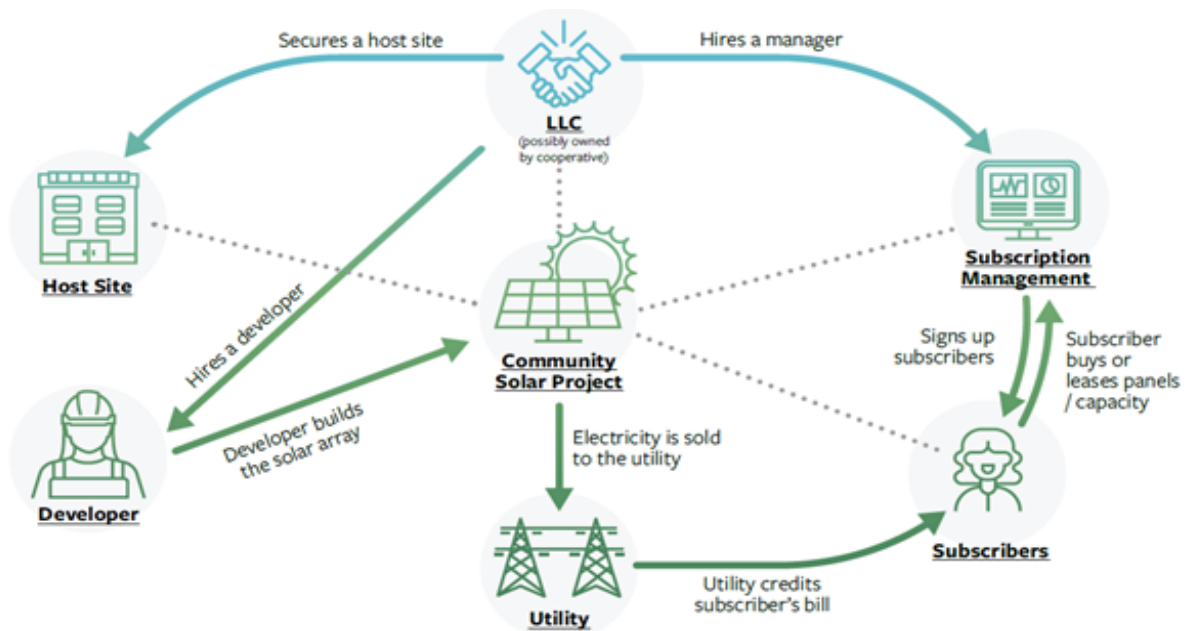 Secures a host site
Hires a manager
LLC
(possibly owned
by cooperative)
Host Site
Subscription
Management
Hires a developer
Community
Solar Project
Signs up
subscribers
Subscriber
buys or
leases panels
/ capacity
Developer builds
the solar array
Electricity is sold
to the utility
Developer
Subscribers
Utility credits
subscriber's bill
Utility